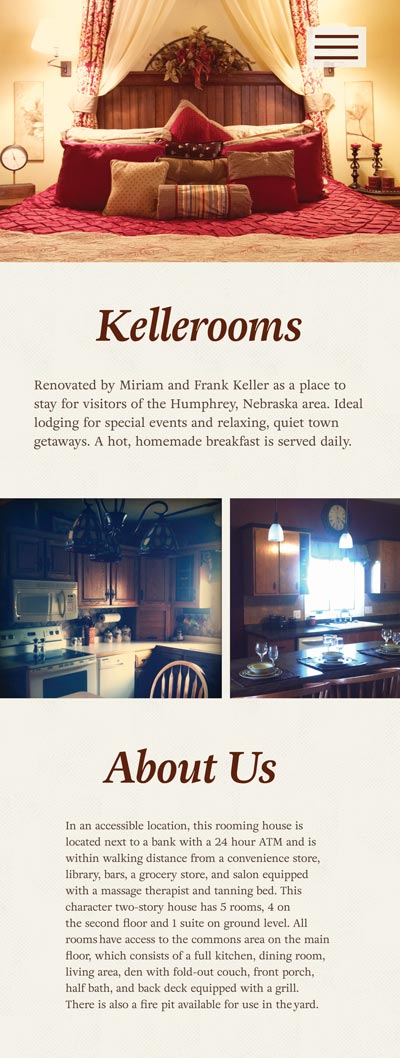 Kellerooms
Renovated by Miriam and Frank Keller as a place to
stay for visitors of the Humphrey, Nebraska area. Ideal
lodging for special events and relaxing, quiet town
getaways. A hot, homemade breakfast is served daily.
About Us
In an accessible location, this rooming house is
located next to a bank with a 24 hour ATM and is
within walking distance from a convenience store,
library, bars, a grocery store, and salon equipped
with a massage therapist and tanning bed. This
character two-story house has 5 rooms, 4 on
the second floor and 1 suite on ground level. All
rooms have access to the commons area on the main
floor, which consists of a full kitchen, dining room,
living area, den with fold-out couch, front porch,
half bath, and back deck equipped with a grill.
There is also a fire pit available for use in the yard.